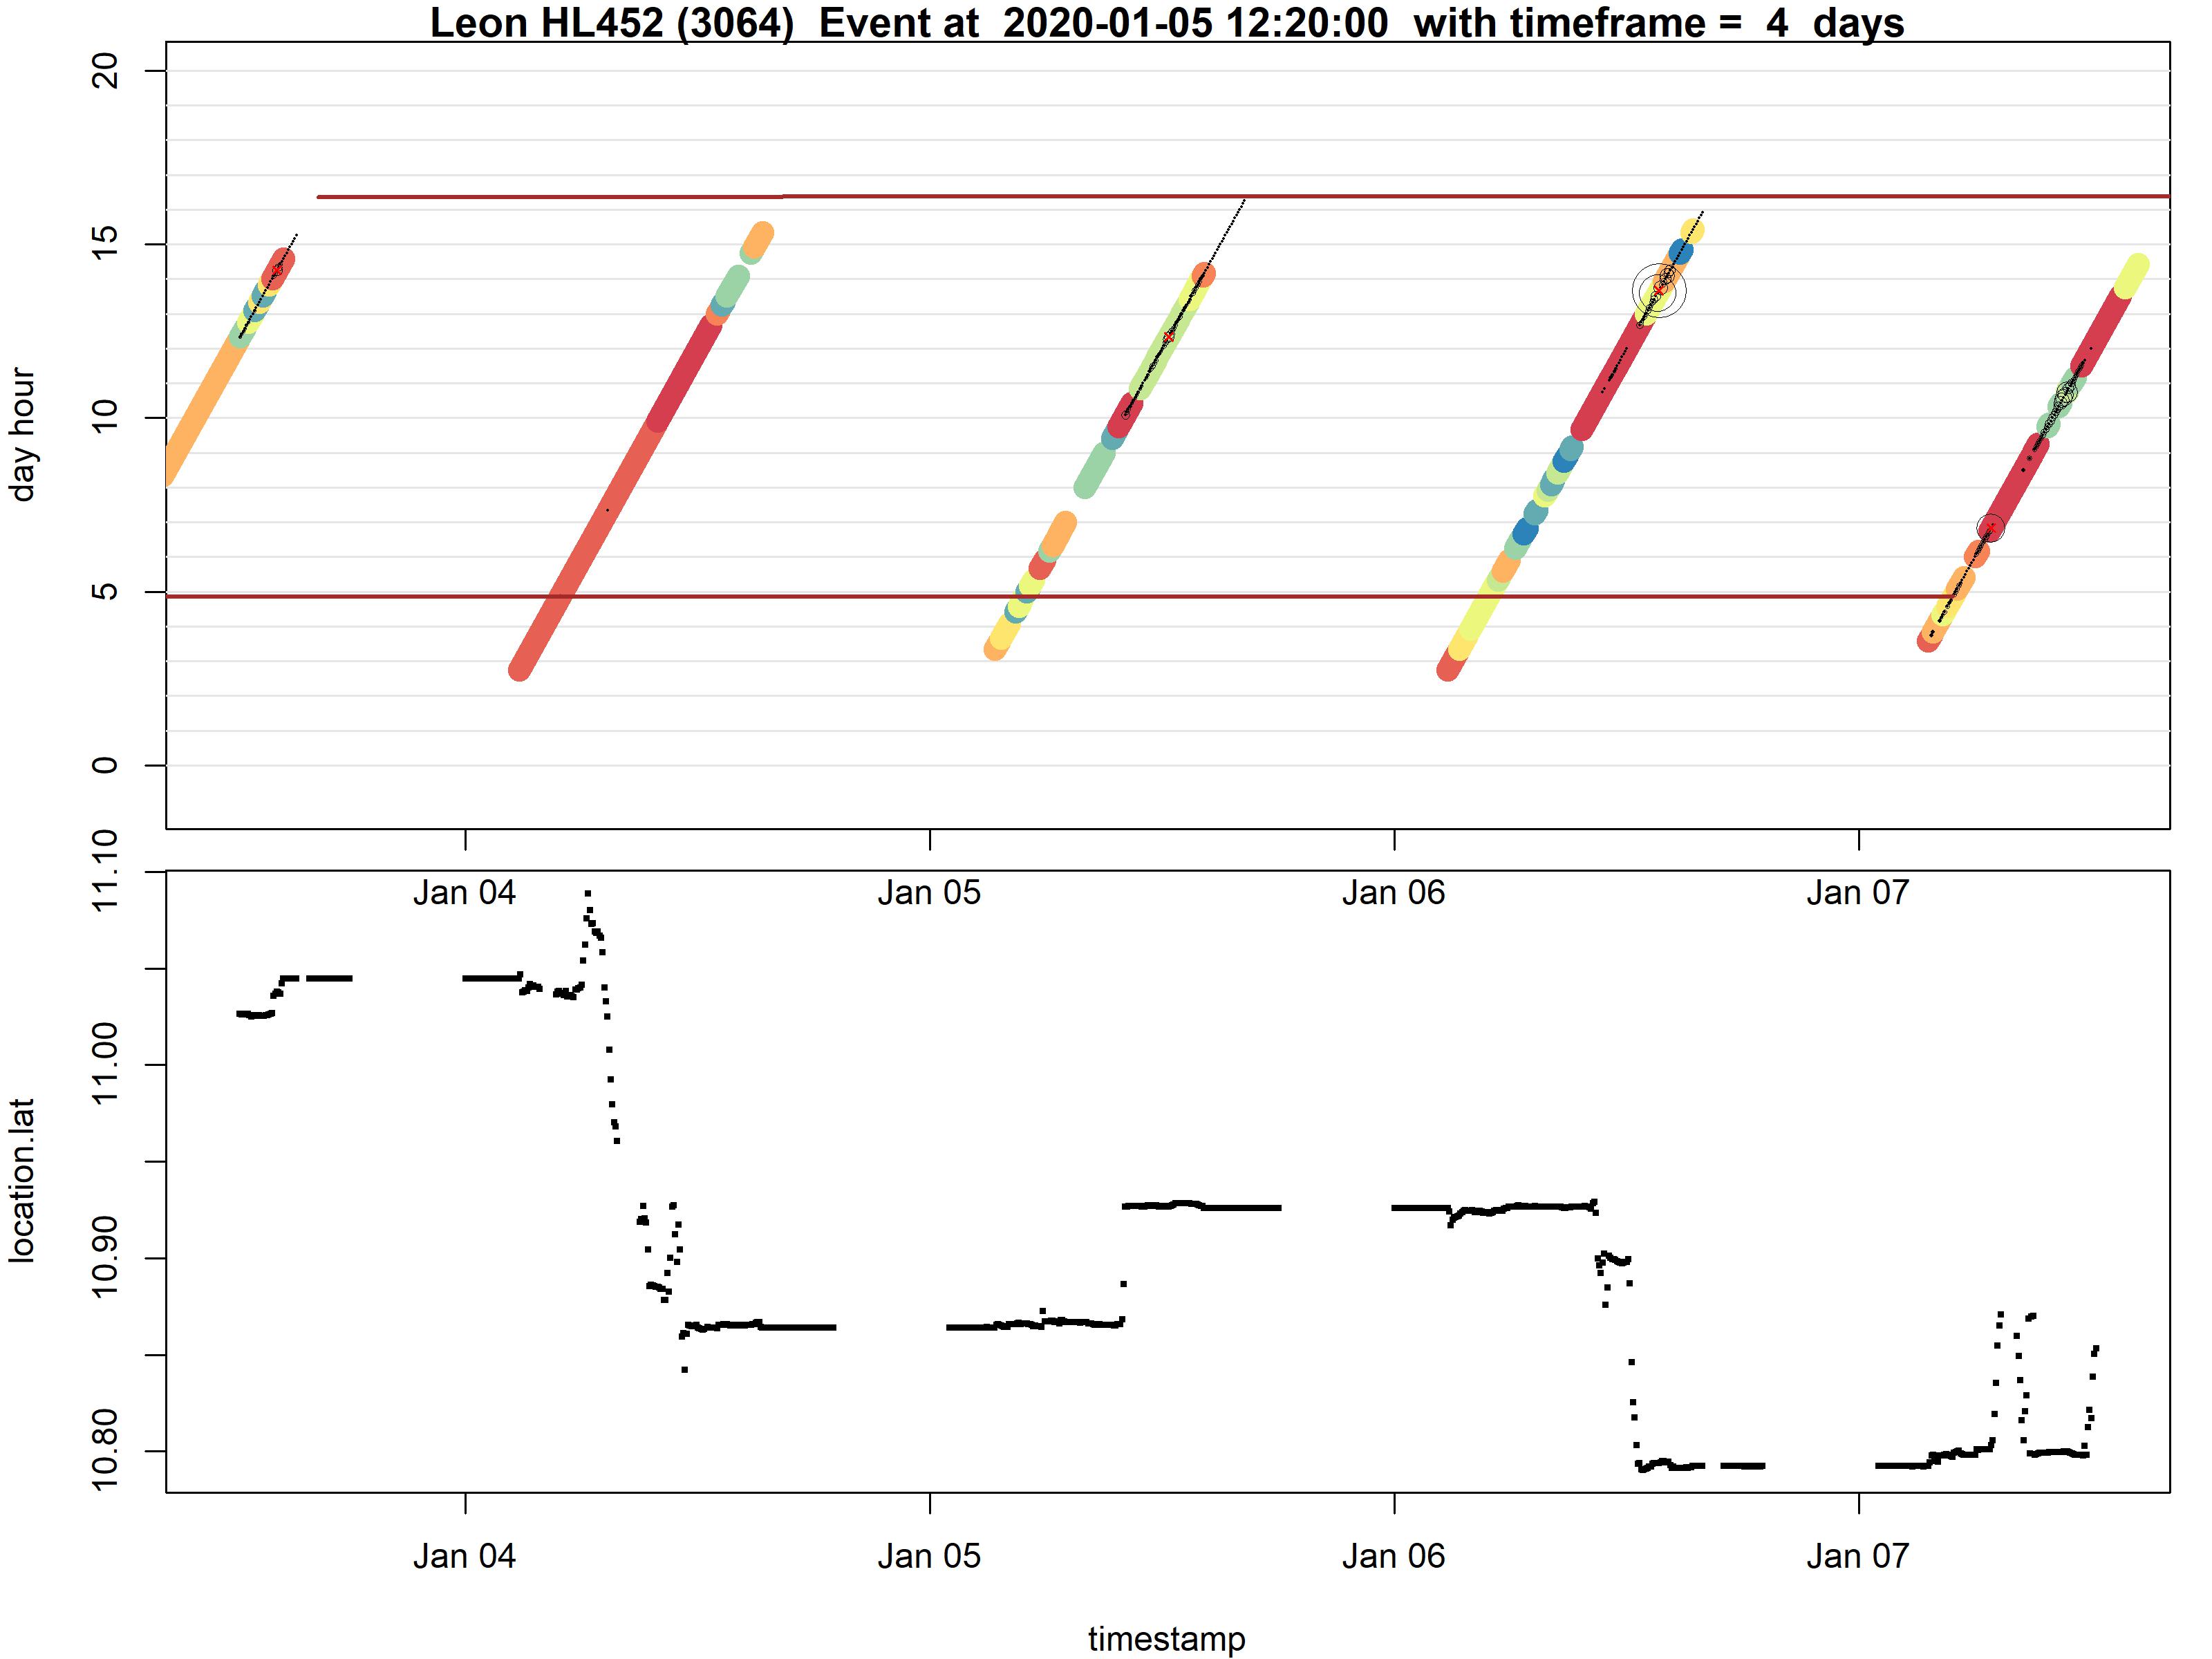 Leon HL452 (3064) Event at 2020-01-05 12:20:00 with timeframe = 4 days
20
15
10
5
0
day hour
Jan 04 Jan 05 Jan 06 Jan 07
11.10
11.00
10.90
10.80
location.lat
Jan 04 Jan 05 Jan 06 Jan 07
timestamp